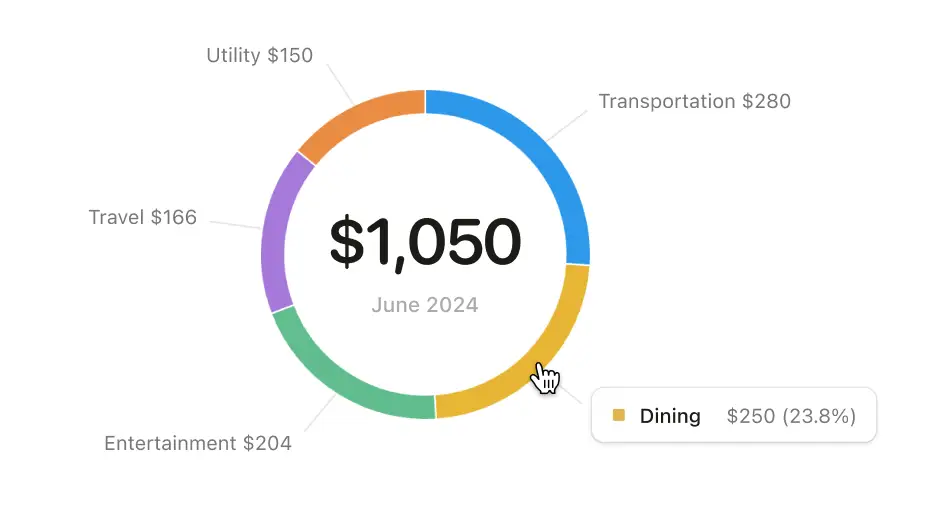 Utility $150
Transportation $280
Travel $166
$1,050
June 2024
Dining $250 (23.8%)
Entertainment $204